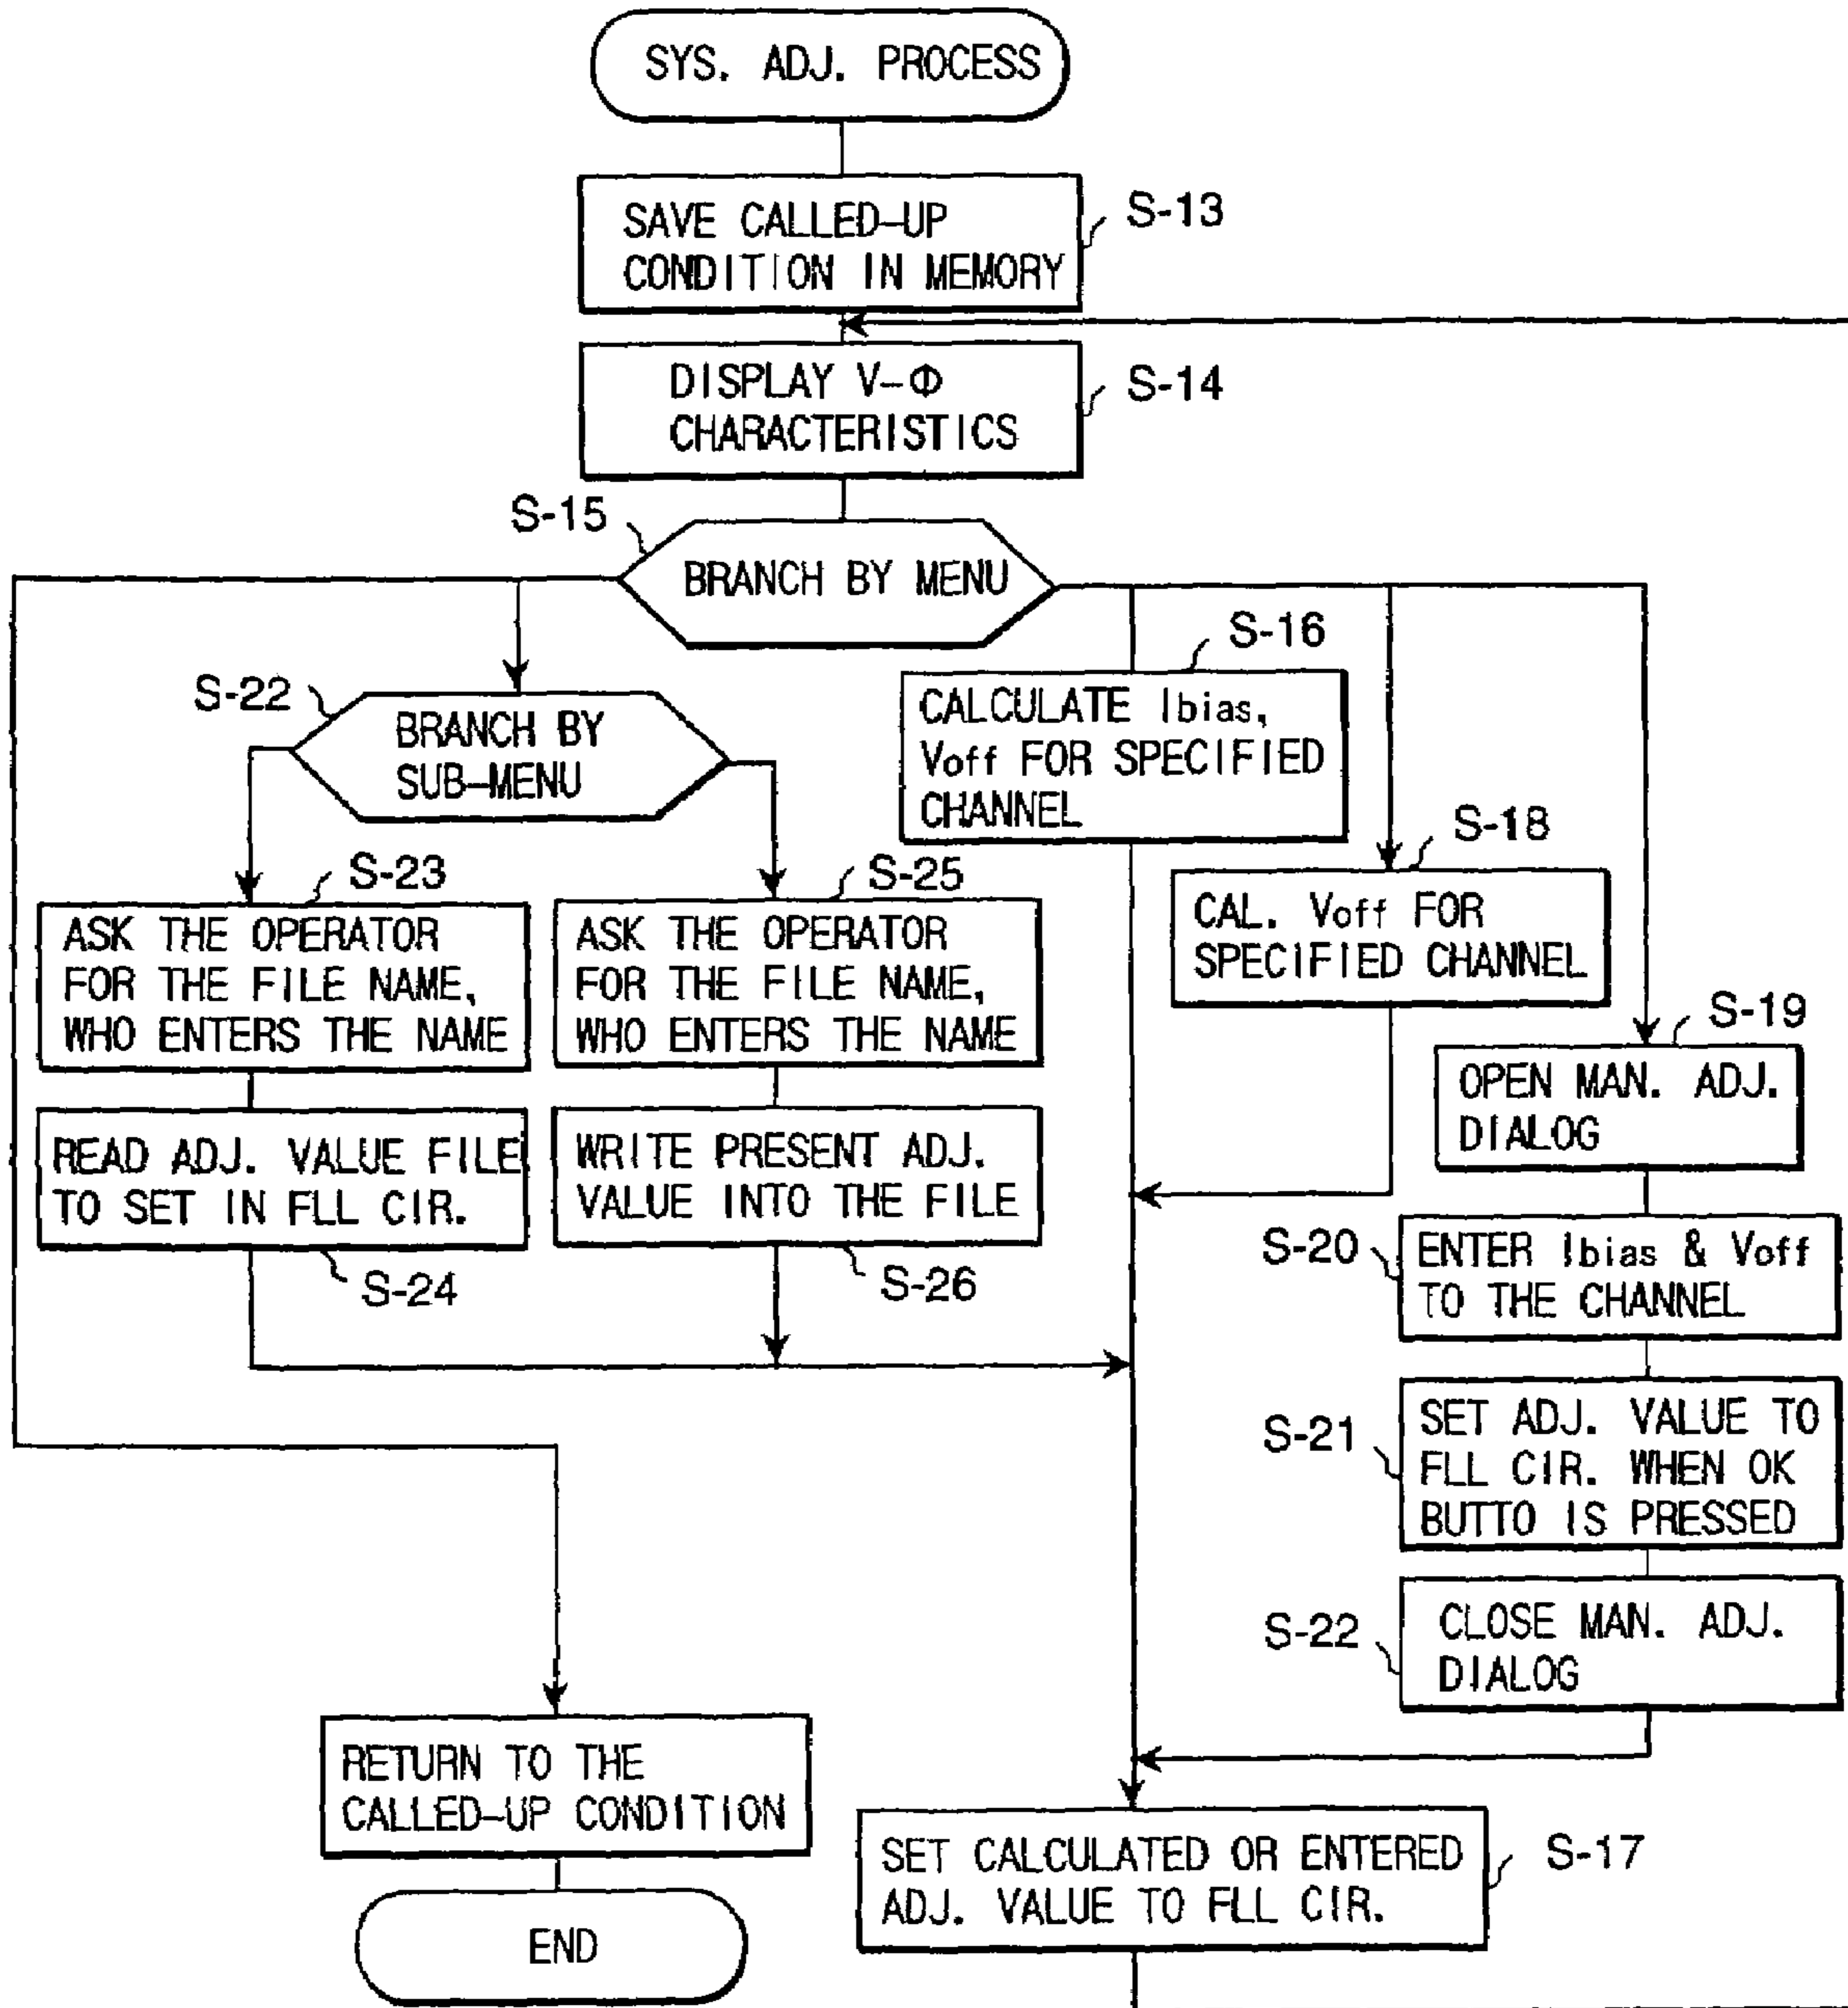 SYS. ADJ. PROCESS
SAVE CALLED-UP
CONDITION IN MEMORY
S-13
DISPLAY V-Φ
CHARACTERISTICS
S-14
S-15
BRANCH BY MENU
S-16
CALCULATE Ibias,
Voff FOR SPECIFIED
CHANNEL
S-22
BRANCH BY
SUB-MENU
S-18
CAL. Voff FOR
SPECIFIED CHANNEL
S-23
ASK THE OPERATOR
FOR THE FILE NAME,
WHO ENTERS THE NAME
S-25
ASK THE OPERATOR
FOR THE FILE NAME,
WHO ENTERS THE NAME
S-19
OPEN MAN. ADJ.
DIALOG
READ ADJ. VALUE FILE
TO SET IN FLL CIR.
S-24
WRITE PRESENT ADJ.
VALUE INTO THE FILE
S-26
S-20
ENTER Ibias & Voff
TO THE CHANNEL
S-21
SET ADJ. VALUE TO
FLL CIR. WHEN OK
BUTTO IS PRESSED
S-22
CLOSE MAN. ADJ.
DIALOG
RETURN TO THE
CALLED-UP CONDITION
SET CALCULATED OR ENTERED
ADJ. VALUE TO FLL CIR.
S-17
END